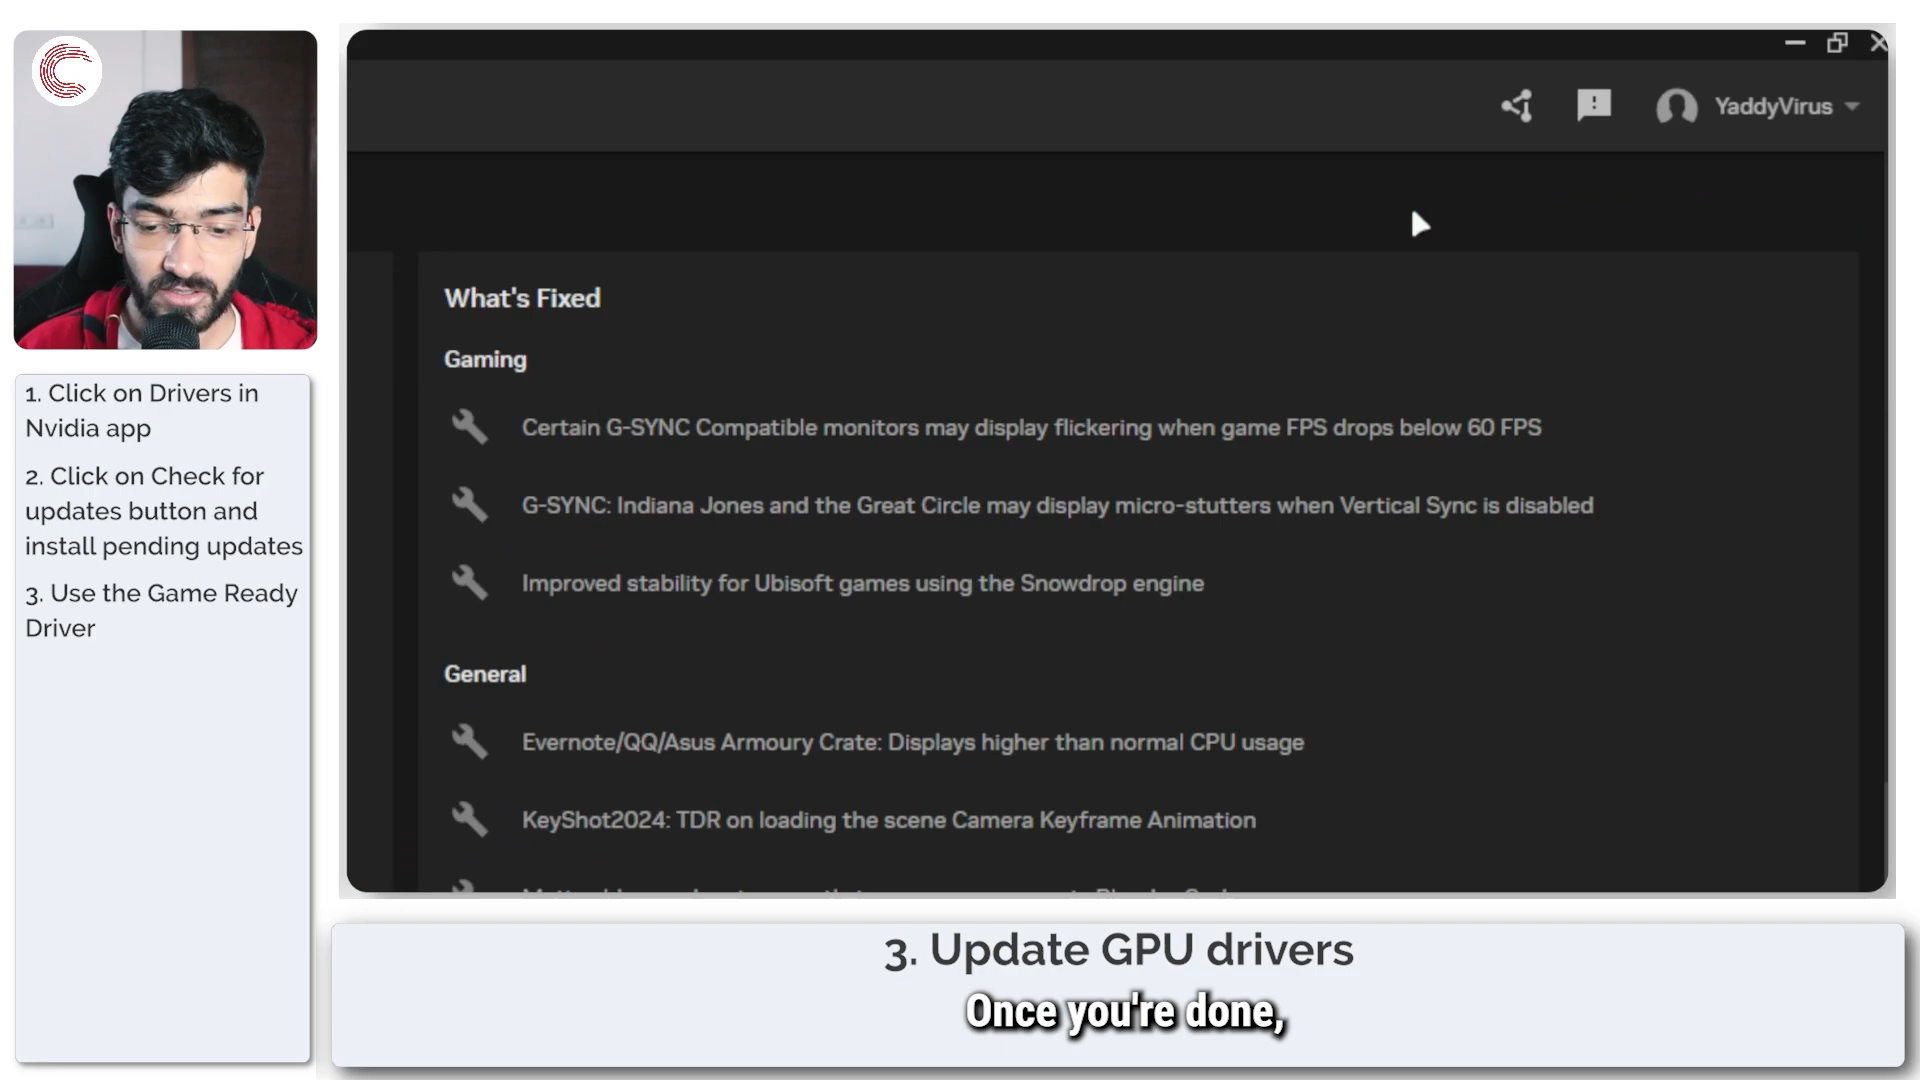 1. Click on Drivers in
Nvidia app
2. Click on Check for
updates button and
install pending updates
3. Use the Game Ready
Driver
YaddyVirus
What's Fixed
Gaming
Certain G-SYNC Compatible monitors may display flickering when game FPS drops below 60 FPS
G-SYNC: Indiana Jones and the Great Circle may display micro-stutters when Vertical Sync is disabled
Improved stability for Ubisoft games using the Snowdrop engine
General
Evernote/QQ/Asus Armoury Crate: Displays higher than normal CPU usage
KeyShot2024: TDR on loading the scene Camera Keyframe Animation
3. Update GPU drivers
Once you're done,